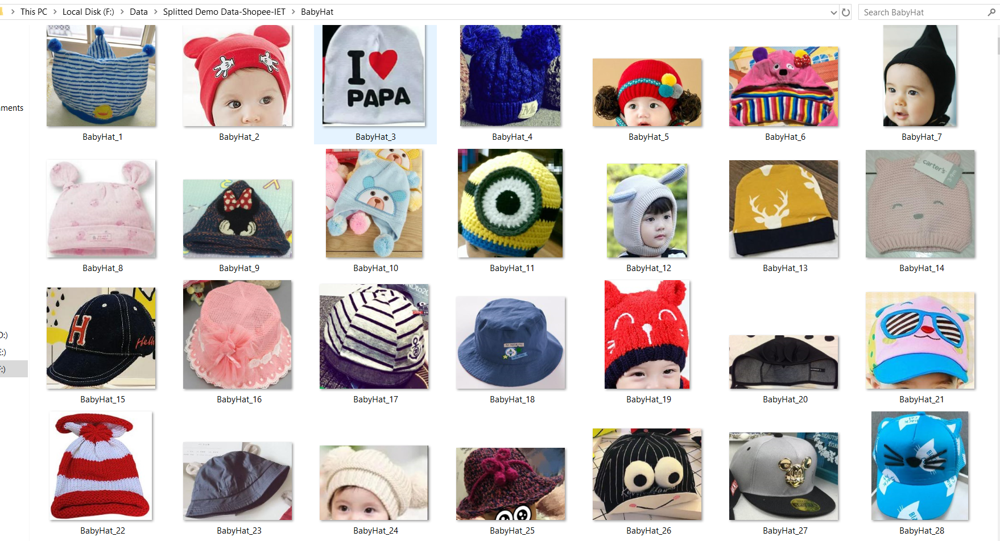 This PC > Local Disk (F:) > Data > Splitted Demo Data-Shopee-IET > BabyHat
Search BabyHat
I ♥
PAPA
BabyHat_1
BabyHat_2
BabyHat_3
BabyHat_4
BabyHat_5
BabyHat_6
BabyHat_7
carter's
BabyHat_8
BabyHat_9
BabyHat_10
BabyHat_11
BabyHat_12
BabyHat_13
BabyHat_14
H
BabyHat_15
BabyHat_16
BabyHat_17
BabyHat_18
BabyHat_19
BabyHat_20
BabyHat_21
BabyHat_22
BabyHat_23
BabyHat_24
BabyHat_25
BabyHat_26
BabyHat_27
BabyHat_28